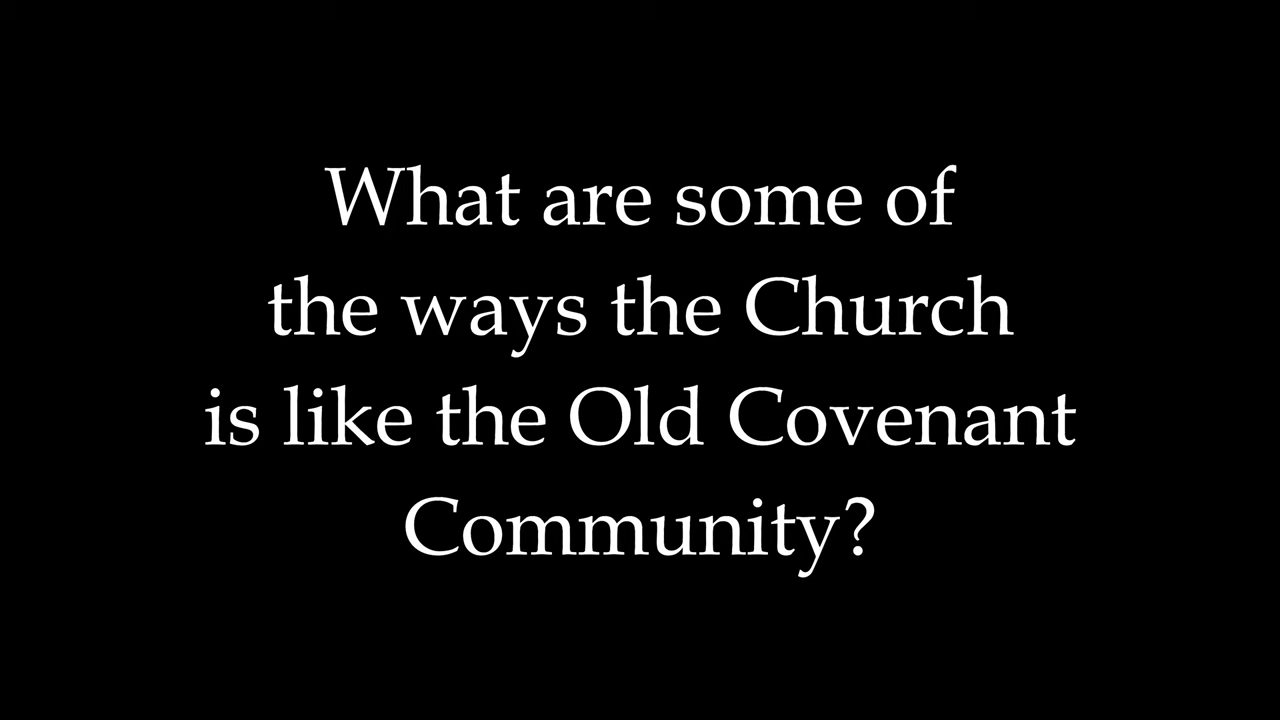 What are some of
the ways the Church
is like the Old Covenant
Community?